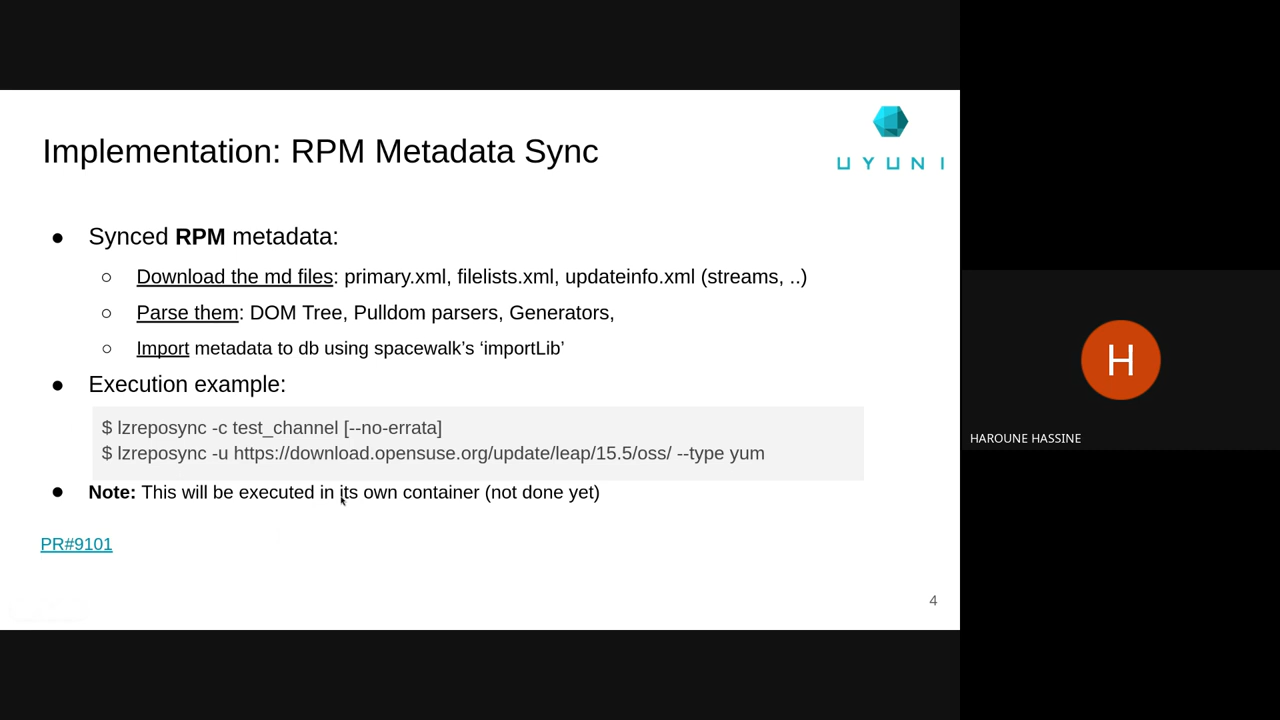 Implementation: RPM Metadata Sync
UYUNI
● Synced RPM metadata:
○ Download the md files: primary.xml, filelists.xml, updateinfo.xml (streams, ..)
○ Parse them: DOM Tree, Pulldom parsers, Generators,
○ Import metadata to db using spacewalk’s ‘importLib’
● Execution example:
$ lzreposync -c test_channel [--no-errata]
$ lzreposync -u https://download.opensuse.org/update/leap/15.5/oss/ --type yum
● Note: This will be executed in its own container (not done yet)
PR#9101
4
H
HAROUNE HASSINE